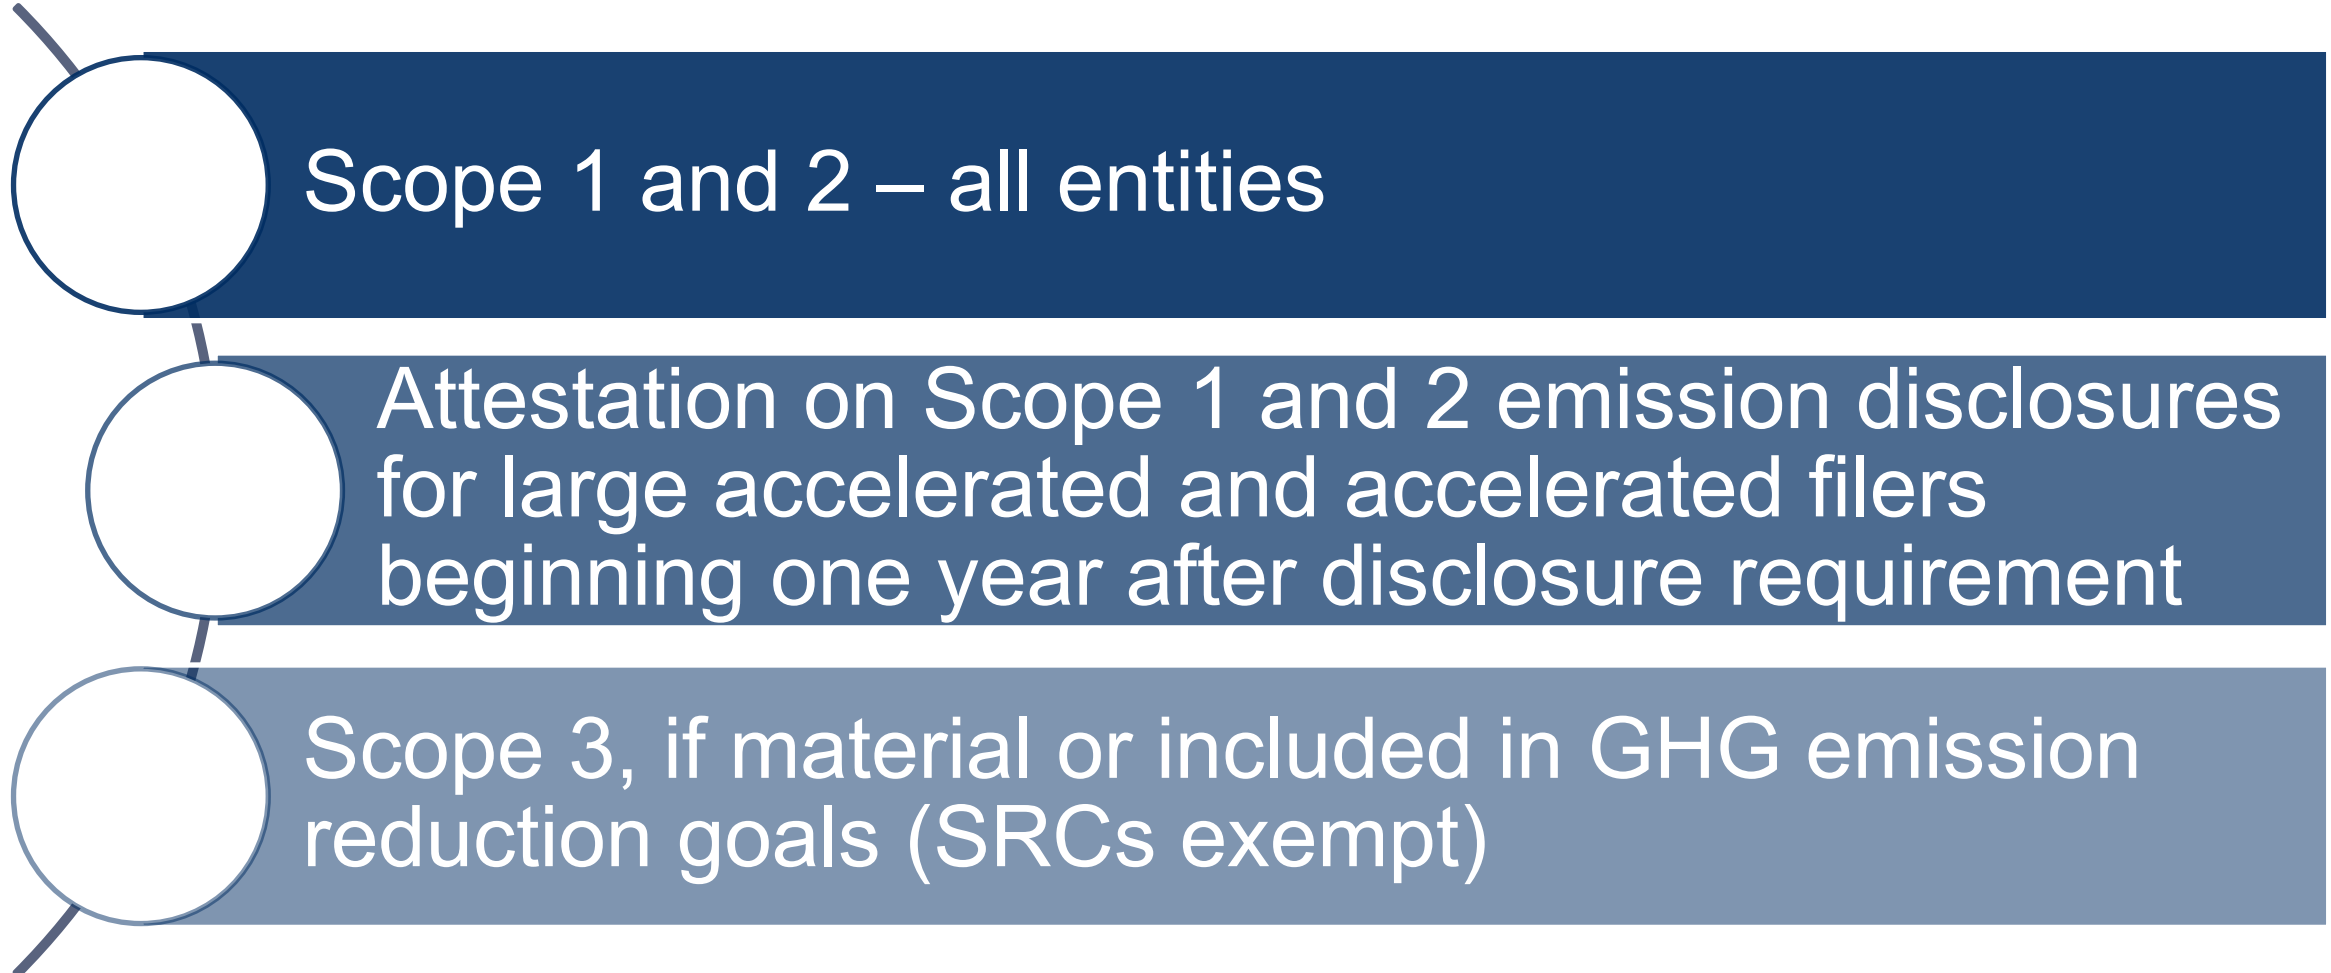 Scope 1 and 2 – all entities
Attestation on Scope 1 and 2 emission disclosures
for large accelerated and accelerated filers
beginning one year after disclosure requirement
Scope 3, if material or included in GHG emission
reduction goals (SRCs exempt)